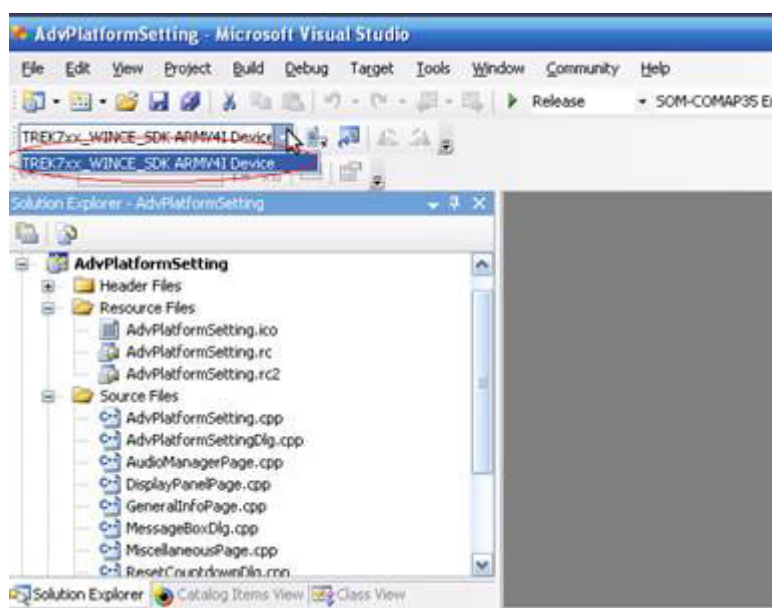 AdvPlatformSetting - Microsoft Visual Studio
File Edit View Project Build Debug Target Tools Window Community Help
Release SOM-COMAP35 E
TREK7xx_WINCE_SDK ARMV4I Device
TREK7xx_WINCE_SDK ARMV4I Device
Solution Explorer - AdvPlatformSetting
AdvPlatformSetting
Header Files
Resource Files
AdvPlatformSetting.ico
AdvPlatformSetting.rc
AdvPlatformSetting.rc2
Source Files
AdvPlatformSetting.cpp
AdvPlatformSettingDlg.cpp
AudioManagerPage.cpp
DisplayPanelPage.cpp
GeneralInfoPage.cpp
MessageBoxDlg.cpp
MiscellaneousPage.cpp
ResetCountdownDlg.cpp
Solution Explorer Catalog Items View Class View